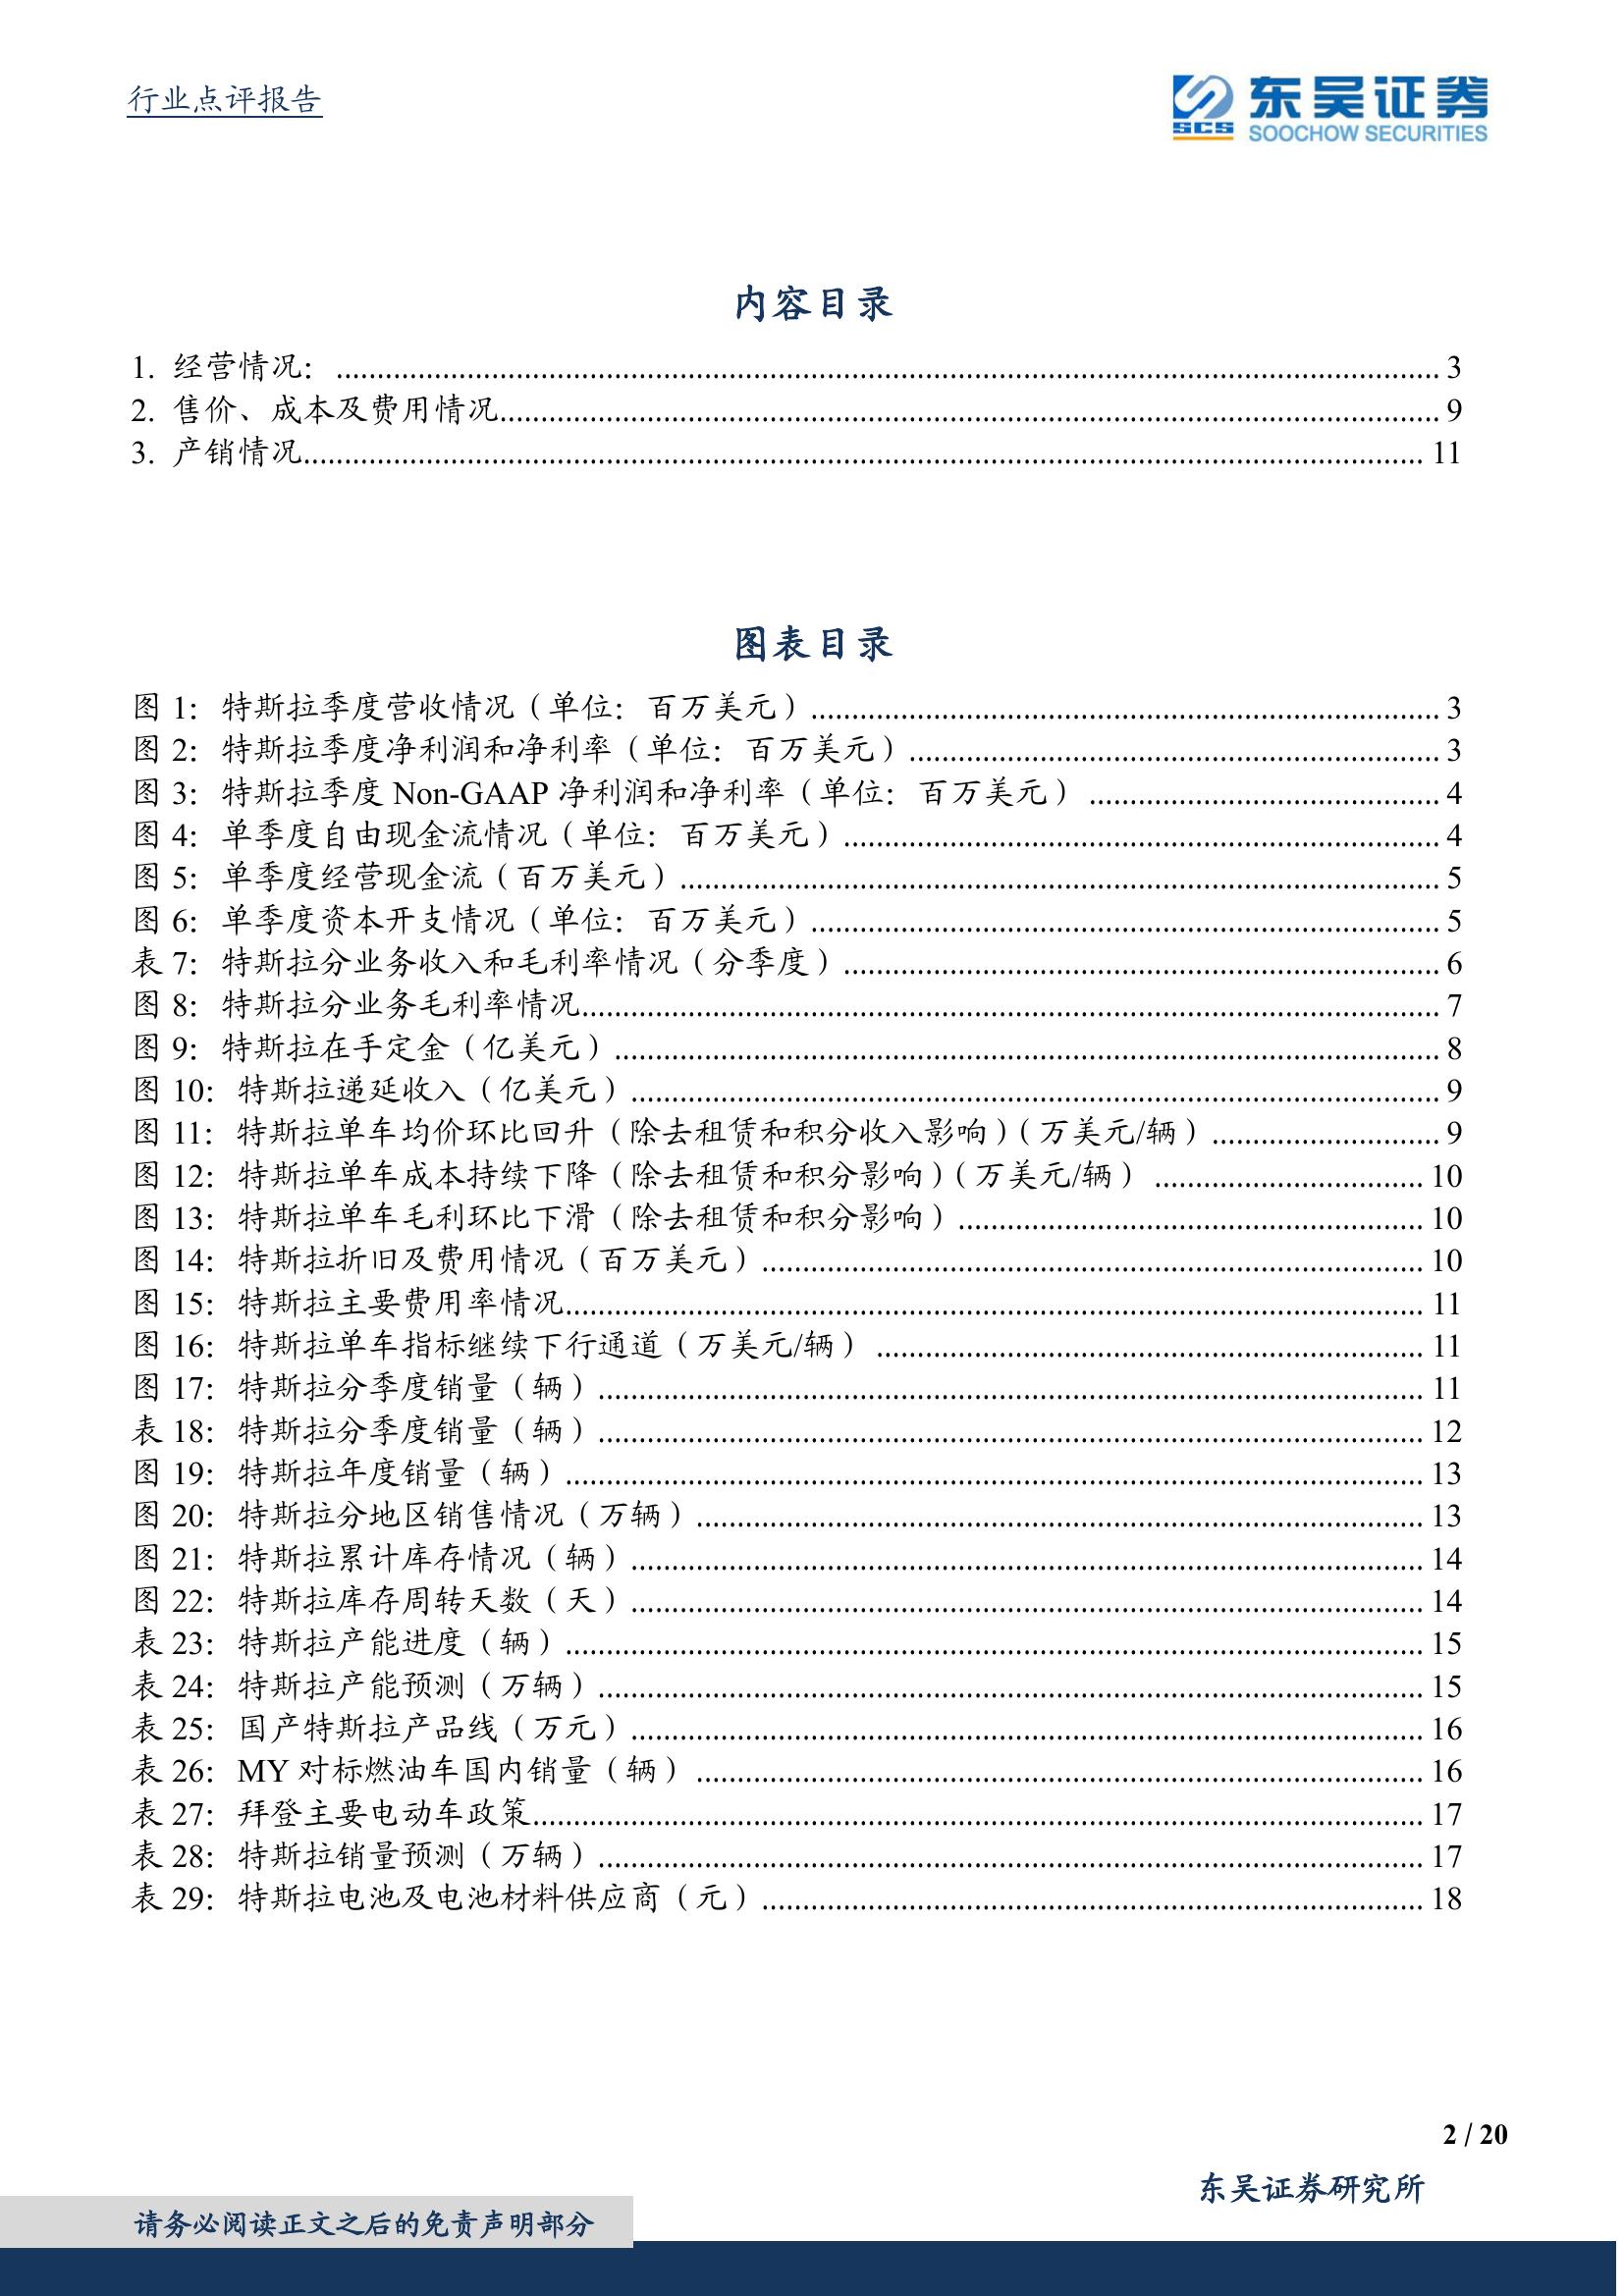 行业点评报告
东吴证券
SCS
SOOCHOW SECURITIES
内容目录
1. 经营情况： 3
2. 售价、成本及费用情况 9
3. 产销情况 11
图表目录
图 1：特斯拉季度营收情况（单位：百万美元） 3
图 2：特斯拉季度净利润和净利率（单位：百万美元） 3
图 3：特斯拉季度 Non-GAAP 净利润和净利率（单位：百万美元） 4
图 4：单季度自由现金流情况（单位：百万美元） 4
图 5：单季度经营现金流（百万美元） 5
图 6：单季度资本开支情况（单位：百万美元） 5
表 7：特斯拉分业务收入和毛利率情况（分季度） 6
图 8：特斯拉分业务毛利率情况 7
图 9：特斯拉在手定金（亿美元） 8
图 10：特斯拉递延收入（亿美元） 9
图 11：特斯拉单车均价环比回升（除去租赁和积分收入影响）（万美元/辆） 9
图 12：特斯拉单车成本持续下降（除去租赁和积分影响）（万美元/辆） 10
图 13：特斯拉单车毛利环比下滑（除去租赁和积分影响） 10
图 14：特斯拉折旧及费用情况（百万美元） 10
图 15：特斯拉主要费用率情况 11
图 16：特斯拉单车指标继续下行通道（万美元/辆） 11
图 17：特斯拉分季度销量（辆） 11
表 18：特斯拉分季度销量（辆） 12
图 19：特斯拉年度销量（辆） 13
图 20：特斯拉分地区销售情况（万辆） 13
图 21：特斯拉累计库存情况（辆） 14
图 22：特斯拉库存周转天数（天） 14
表 23：特斯拉产能进度（辆） 15
表 24：特斯拉产能预测（万辆） 15
表 25：国产特斯拉产品线（万元） 16
表 26：MY 对标燃油车国内销量（辆） 16
表 27：拜登主要电动车政策 17
表 28：特斯拉销量预测（万辆） 17
表 29：特斯拉电池及电池材料供应商（元） 18
2 / 20
东吴证券研究所
请务必阅读正文之后的免责声明部分